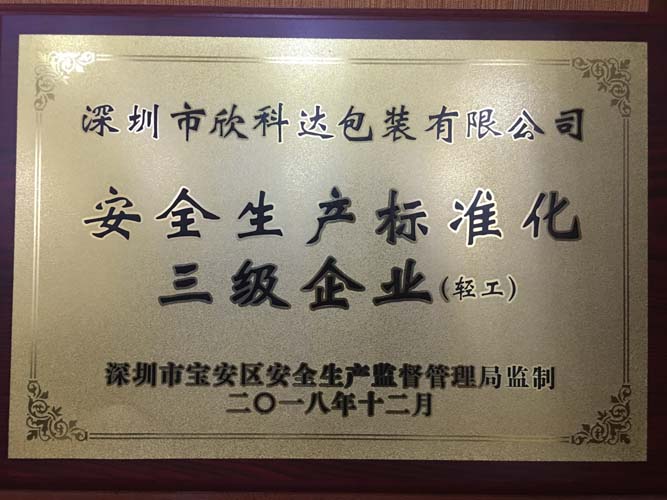 深圳市欣科达包装有限公司
安全生产标准化
三级企业(轻工)
深圳市宝安区安全生产监督管理局监制
二〇一八年十二月